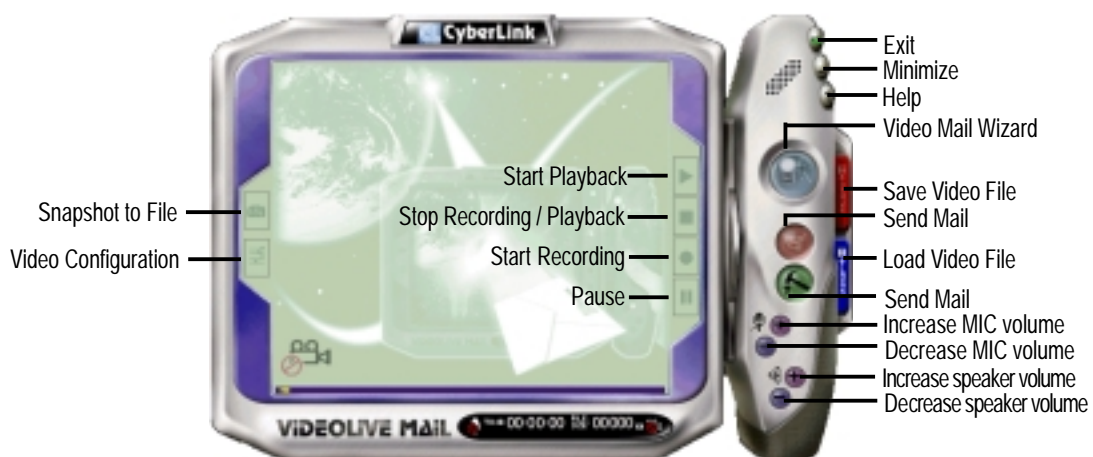 CyberLink
Exit
Minimize
Help
Video Mail Wizard
Start Playback
Save Video File
Snapshot to File
Stop Recording / Playback
Send Mail
Video Configuration
Start Recording
Load Video File
Pause
Send Mail
Increase MIC volume
Decrease MIC volume
Increase speaker volume
Decrease speaker volume
VIDEOLIVE MAIL
00:00:00
00000